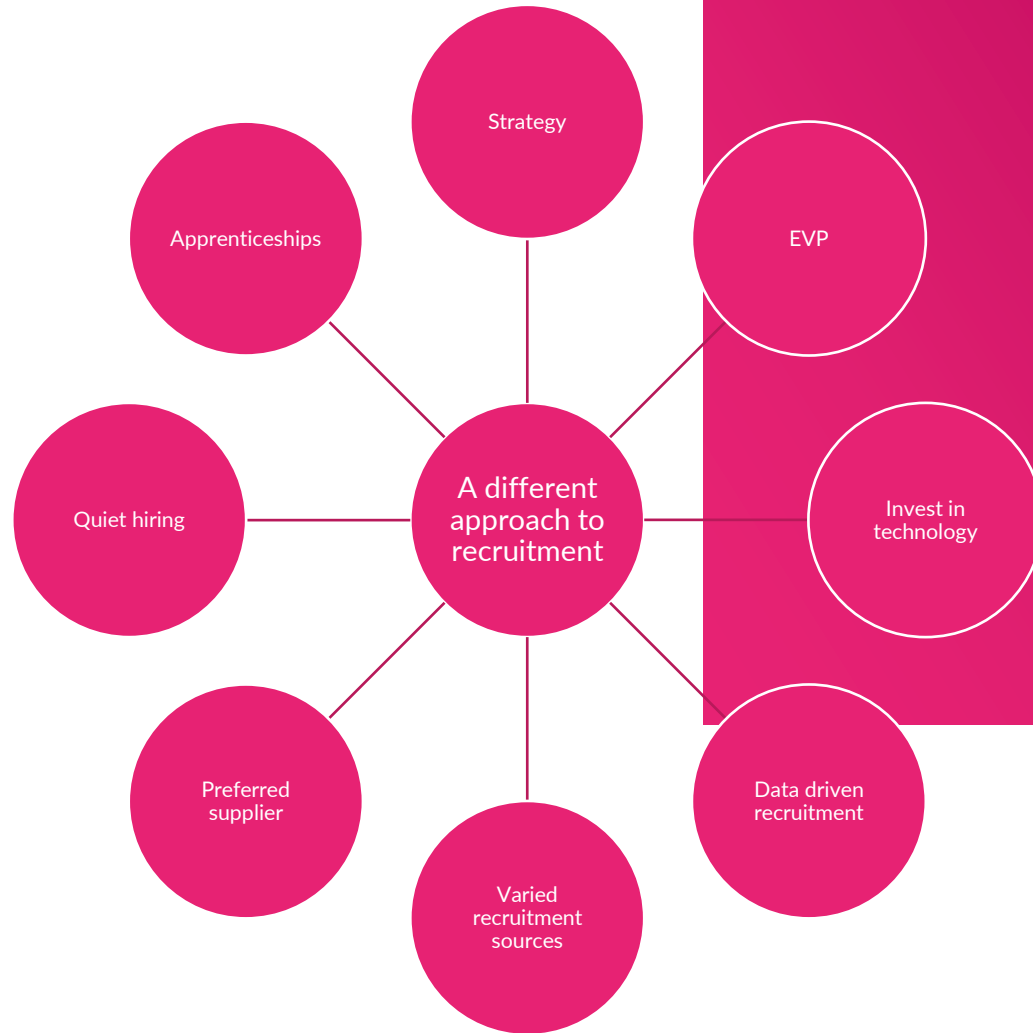 Strategy
EVP
Apprenticeships
A different
approach to
recruitment
Invest in
technology
Quiet hiring
Data driven
recruitment
Preferred
supplier
Varied
recruitment
sources